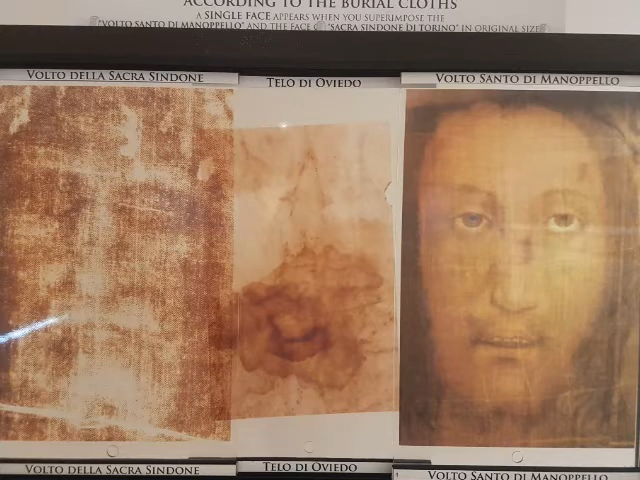 ACCORDING TO THE BURIAL CLOTHS
A SINGLE FACE APPEARS WHEN YOU SUPERIMPOSE THE
"VOLTO SANTO DI MANOPPELLO" AND THE FACE OF "SACRA SINDONE DI TORINO" IN ORIGINAL SIZE
VOLTO DELLA SACRA SINDONE
TELO DI OVIEDO
VOLTO SANTO DI MANOPPELLO
VOLTO DELLA SACRA SINDONE
TELO DI OVIEDO
VOLTO SANTO DI MANOPPELLO